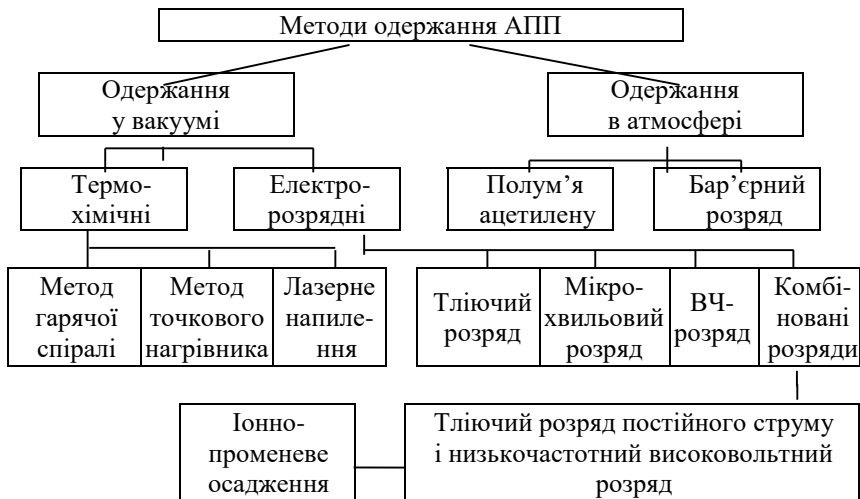 Методи одержання АПП
Одержання
у вакуумі
Одержання
в атмосфері
Термо-
хімічні
Електро-
розрядні
Полум’я
ацетилену
Бар’єрний
розряд
Метод
гарячої
спіралі
Метод
точкового
нагрівника
Лазерне
напиле-
ння
Тліючий
розряд
Мікро-
хвильовий
розряд
ВЧ-
розряд
Комбі-
новані
розряди
Іонно-
променеве
осадження
Тліючий розряд постійного струму
і низькочастотний високовольтний
розряд